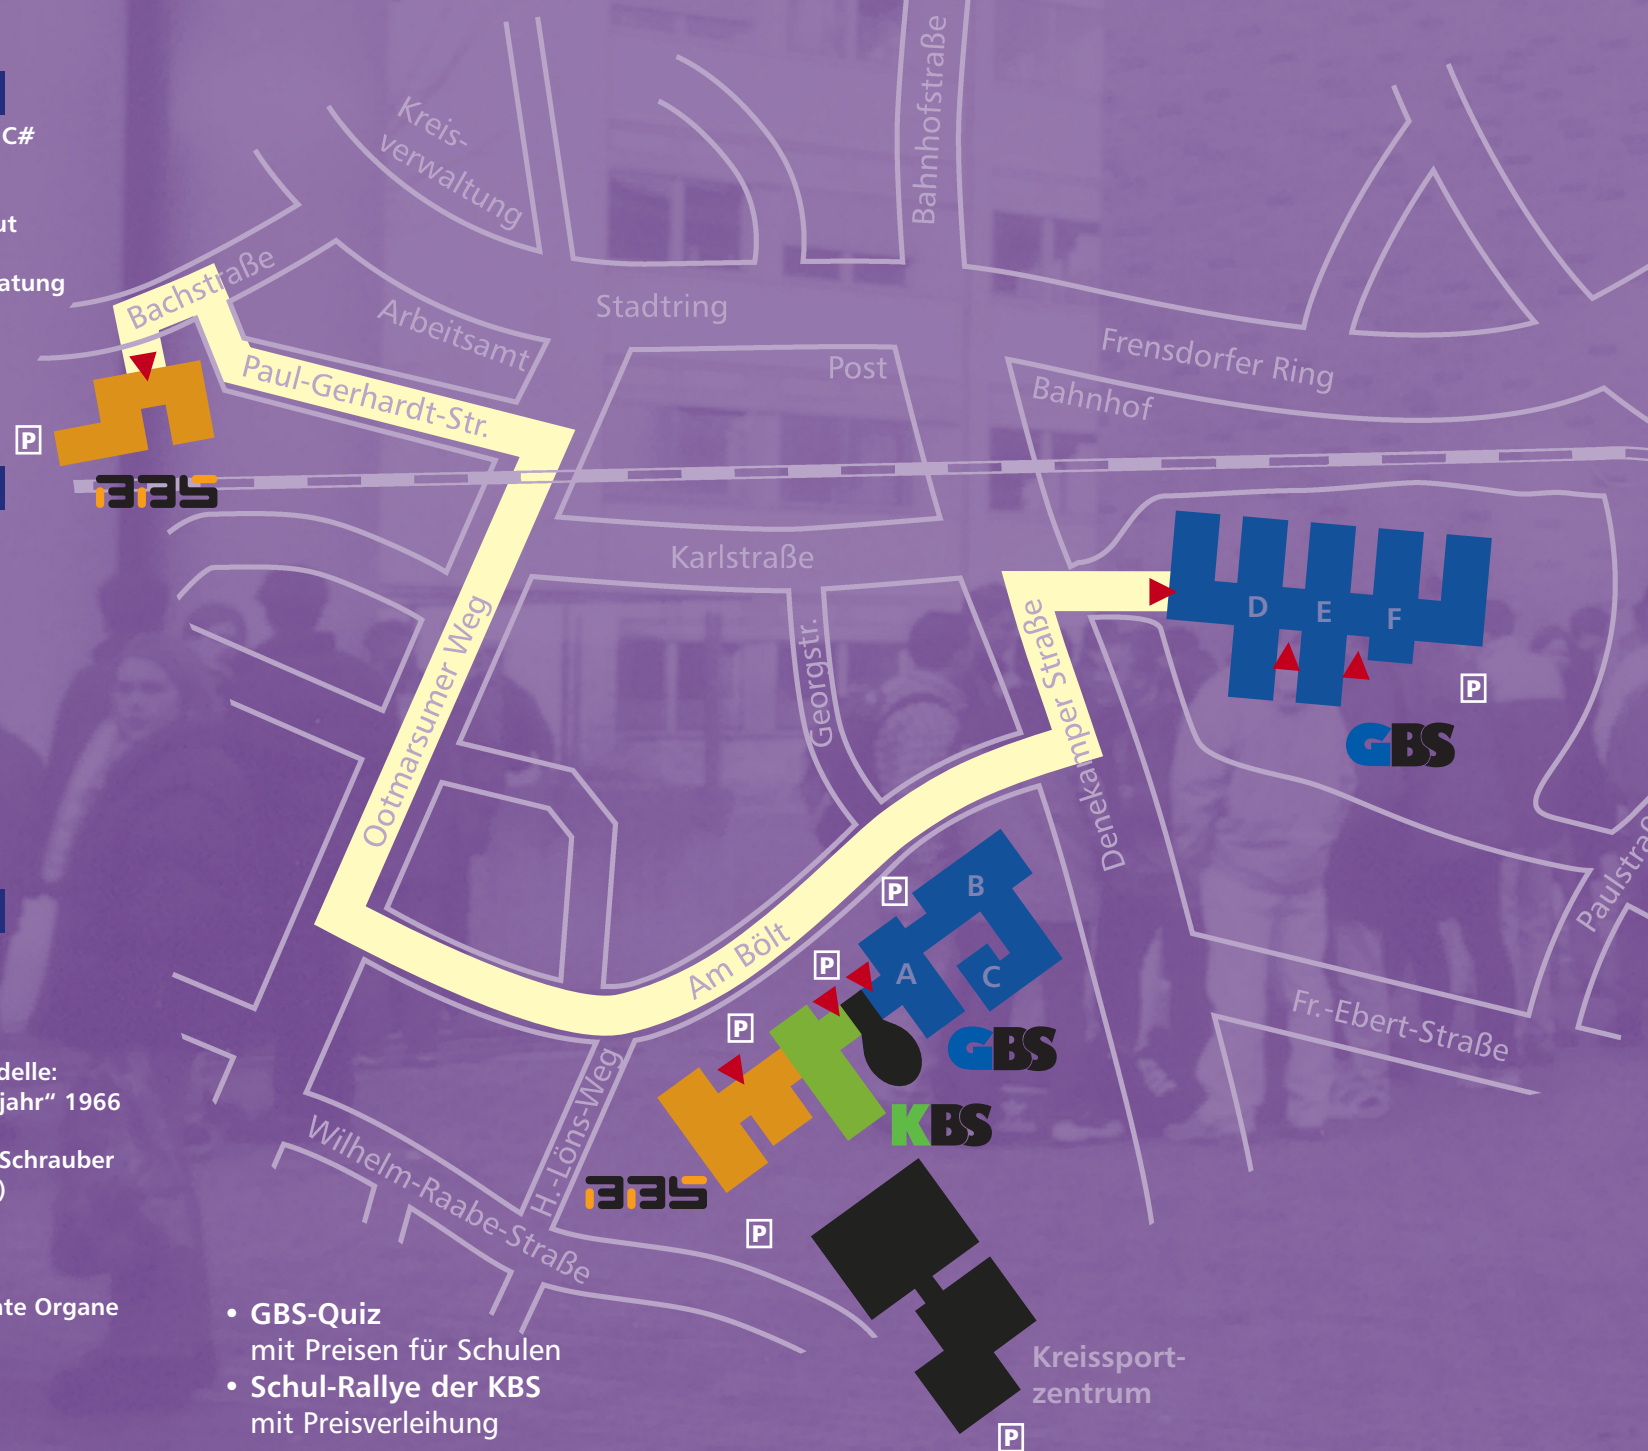 C#
ut
atung
delle:
jahr“ 1966
Schrauber
)
nte Organe
Kreis-
verwaltung
Bahnhofstraße
Bachstraße
Arbeitsamt
Stadtring
Paul-Gerhardt-Str.
Post
Frensdorfer Ring
Bahnhof
P
BBS
Karlstraße
Ootmarsumer Weg
Georgstr.
Denekamper Straße
D
E
F
P
GBS
Paulstraß
Am Bölt
P
B
P
A
C
P
GBS
Fr.-Ebert-Straße
KBS
BBS
H.-Löns-Weg
Wilhelm-Raabe-Straße
P
Kreissport-
zentrum
P
• GBS-Quiz
mit Preisen für Schulen
• Schul-Rallye der KBS
mit Preisverleihung